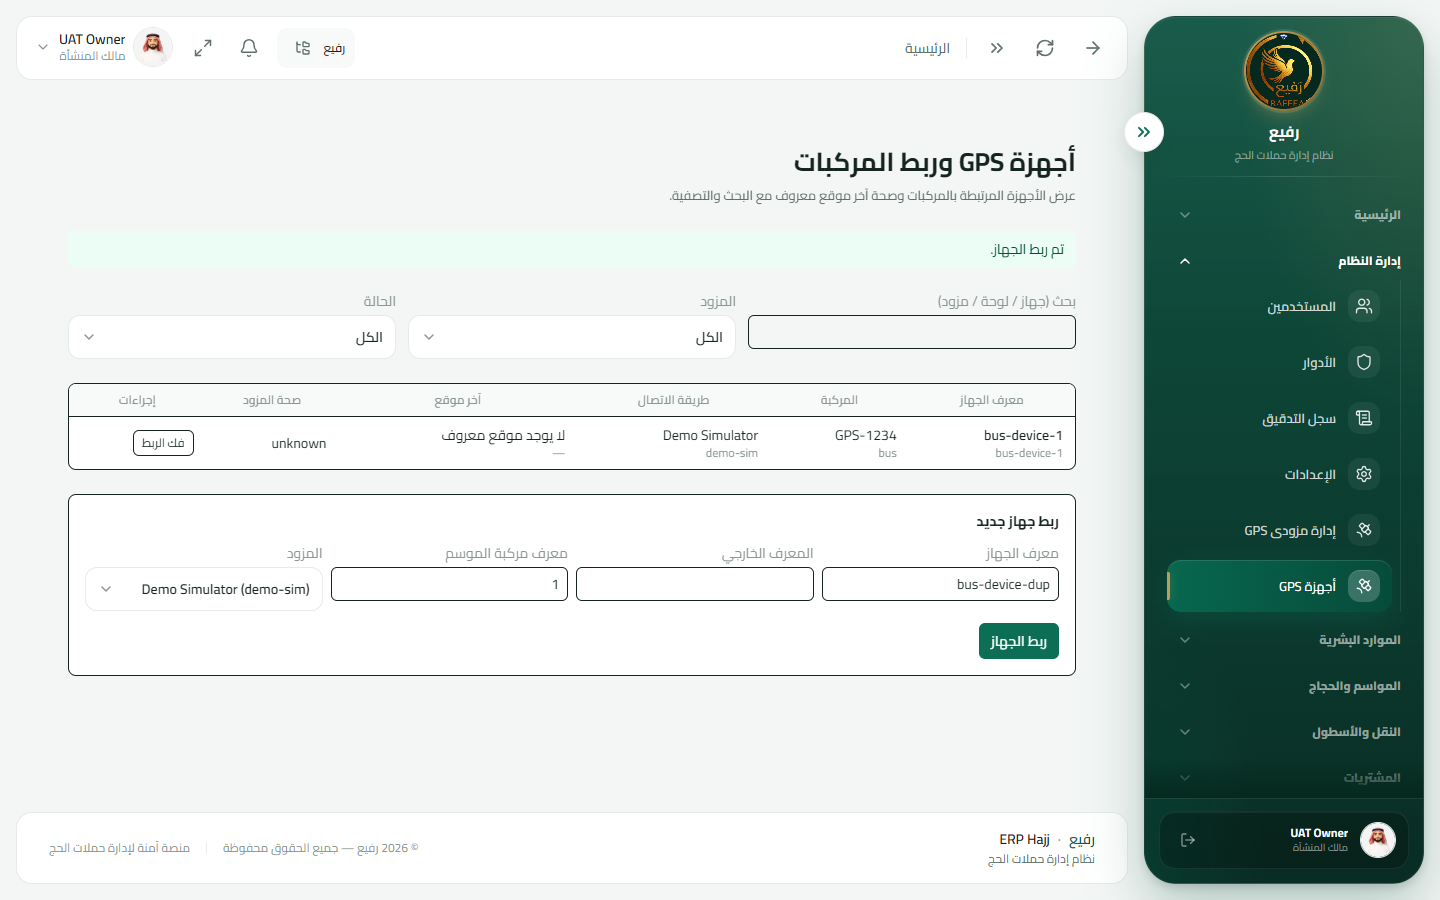 رفيع
RAFEEA
رفيع
نظام إدارة حملات الحج
الرئيسية
إدارة النظام
المستخدمين
الأدوار
سجل التدقيق
الإعدادات
إدارة مزودي GPS
أجهزة GPS
الموارد البشرية
المواسم والحجاج
النقل والأسطول
المشتريات
UAT Owner
مالك المنشأة
الرئيسية
رفيع
UAT Owner
مالك المنشأة
أجهزة GPS وربط المركبات
عرض الأجهزة المرتبطة بالمركبات وصحة آخر موقع معروف مع البحث والتصفية.
تم ربط الجهاز.
بحث (جهاز / لوحة / مزود)
المزود
الكل
الحالة
الكل
معرف الجهاز المركبة طريقة الاتصال آخر موقع صحة المزود إجراءات
bus-device-1 GPS-1234 Demo Simulator لا يوجد موقع معروف unknown فك الربط
bus-device-1 bus demo-sim —
ربط جهاز جديد
معرف الجهاز المعرف الخارجي معرف مركبة الموسم المزود
bus-device-dup 1 Demo Simulator (demo-sim)
ربط الجهاز
رفيع · ERP Hajj
نظام إدارة حملات الحج
© 2026 رفيع — جميع الحقوق محفوظة
منصة آمنة لإدارة حملات الحج